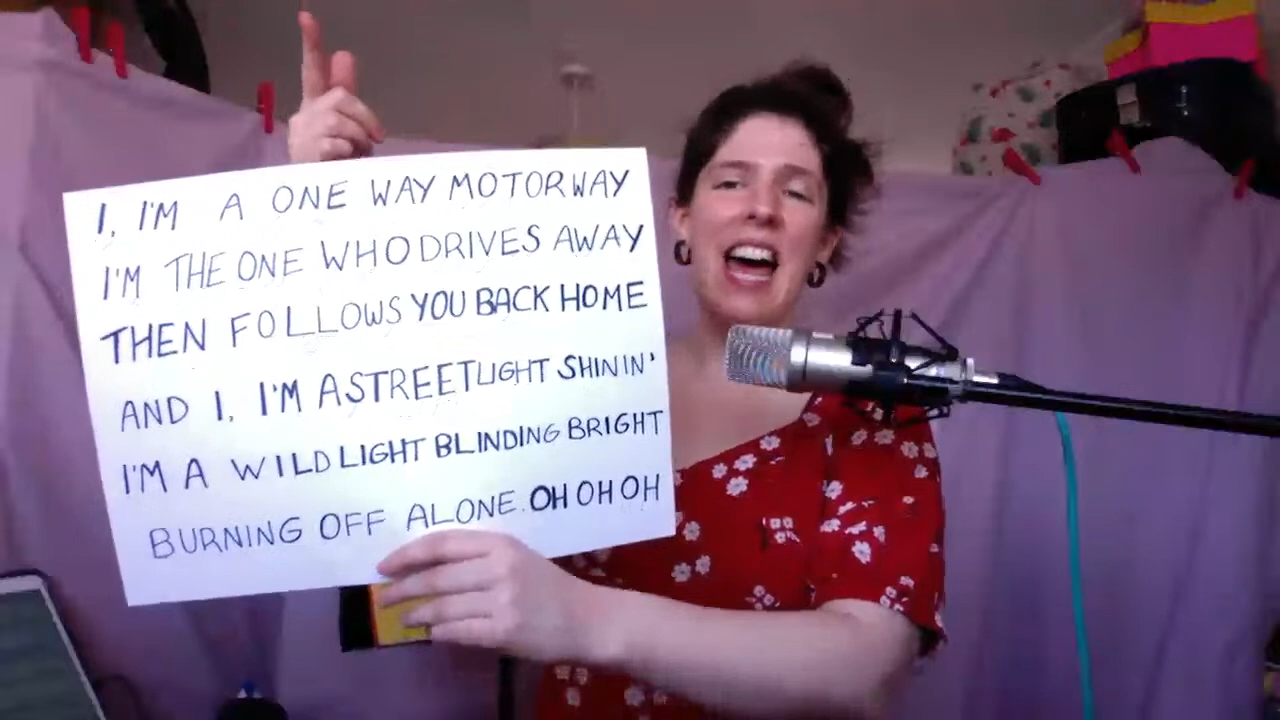 I, I'M A ONE WAY MOTORWAY
I'M THE ONE WHO DRIVES AWAY
THEN FOLLOWS YOU BACK HOME
AND I, I'M A STREETLIGHT SHININ'
I'M A WILD LIGHT BLINDING BRIGHT
BURNING OFF ALONE. OH OH OH